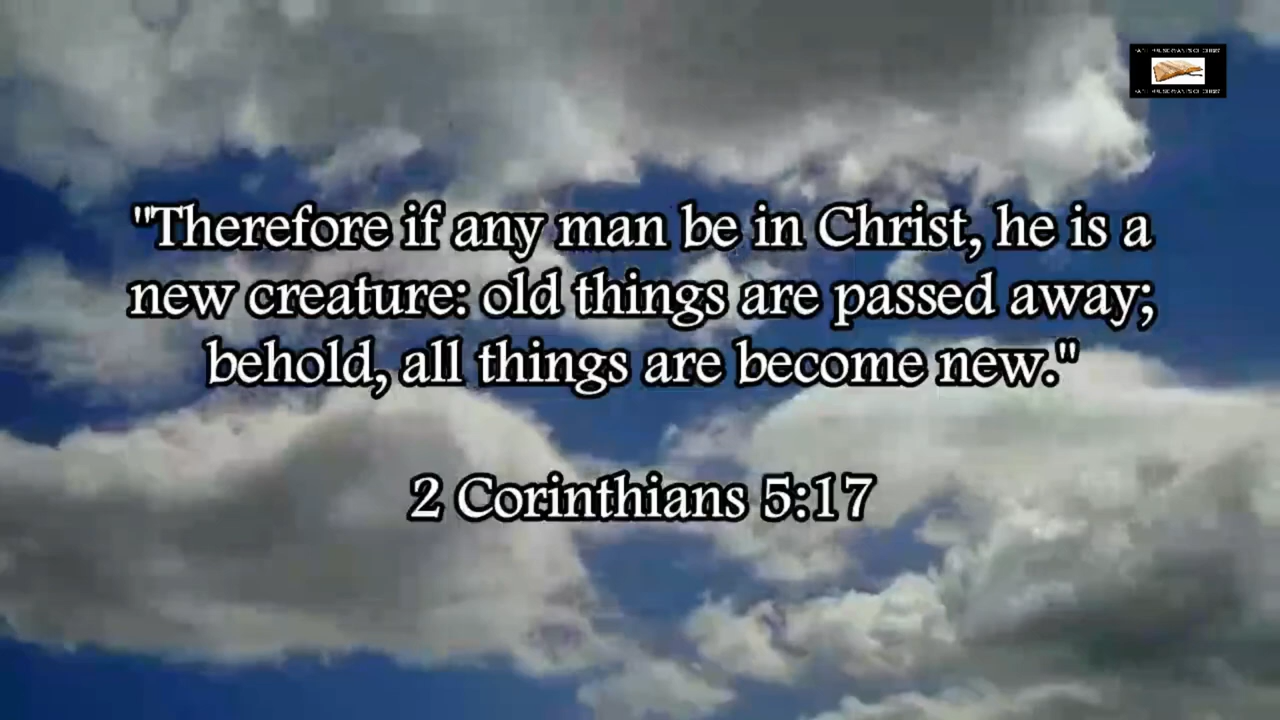 "Therefore if any man be in Christ, he is a
new creature: old things are passed away;
behold, all things are become new."
2 Corinthians 5:17